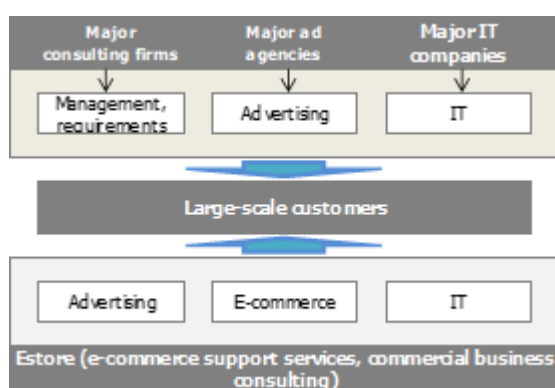 Major
consulting firms
Major ad
agencies
Major IT
companies
Management,
requirements
Advertising
IT
Large-scale customers
Advertising
E-commerce
IT
Estore (e-commerce support services, commercial business
consulting)